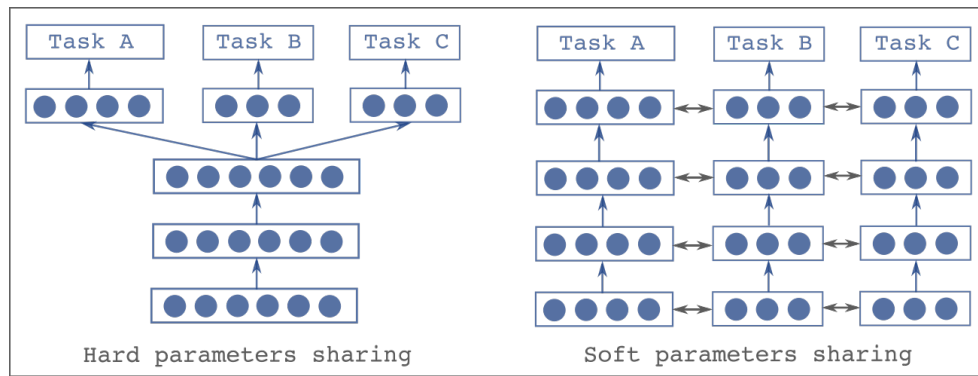 Task A
Task B
Task C
Task A
Task B
Task C
Hard parameters sharing
Soft parameters sharing